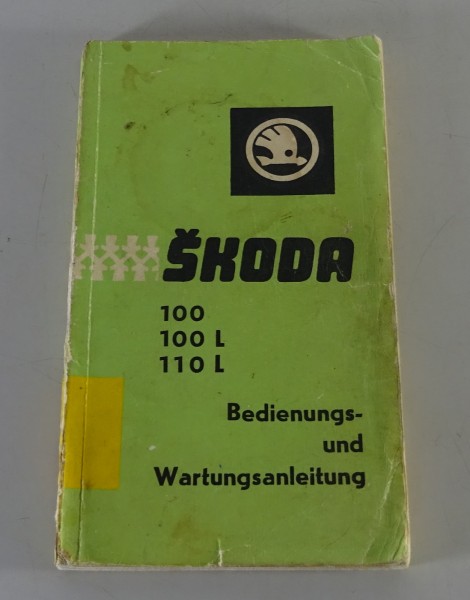 ŠKODA
100
100 L
110 L
Bedienungs-
und
Wartungsanleitung